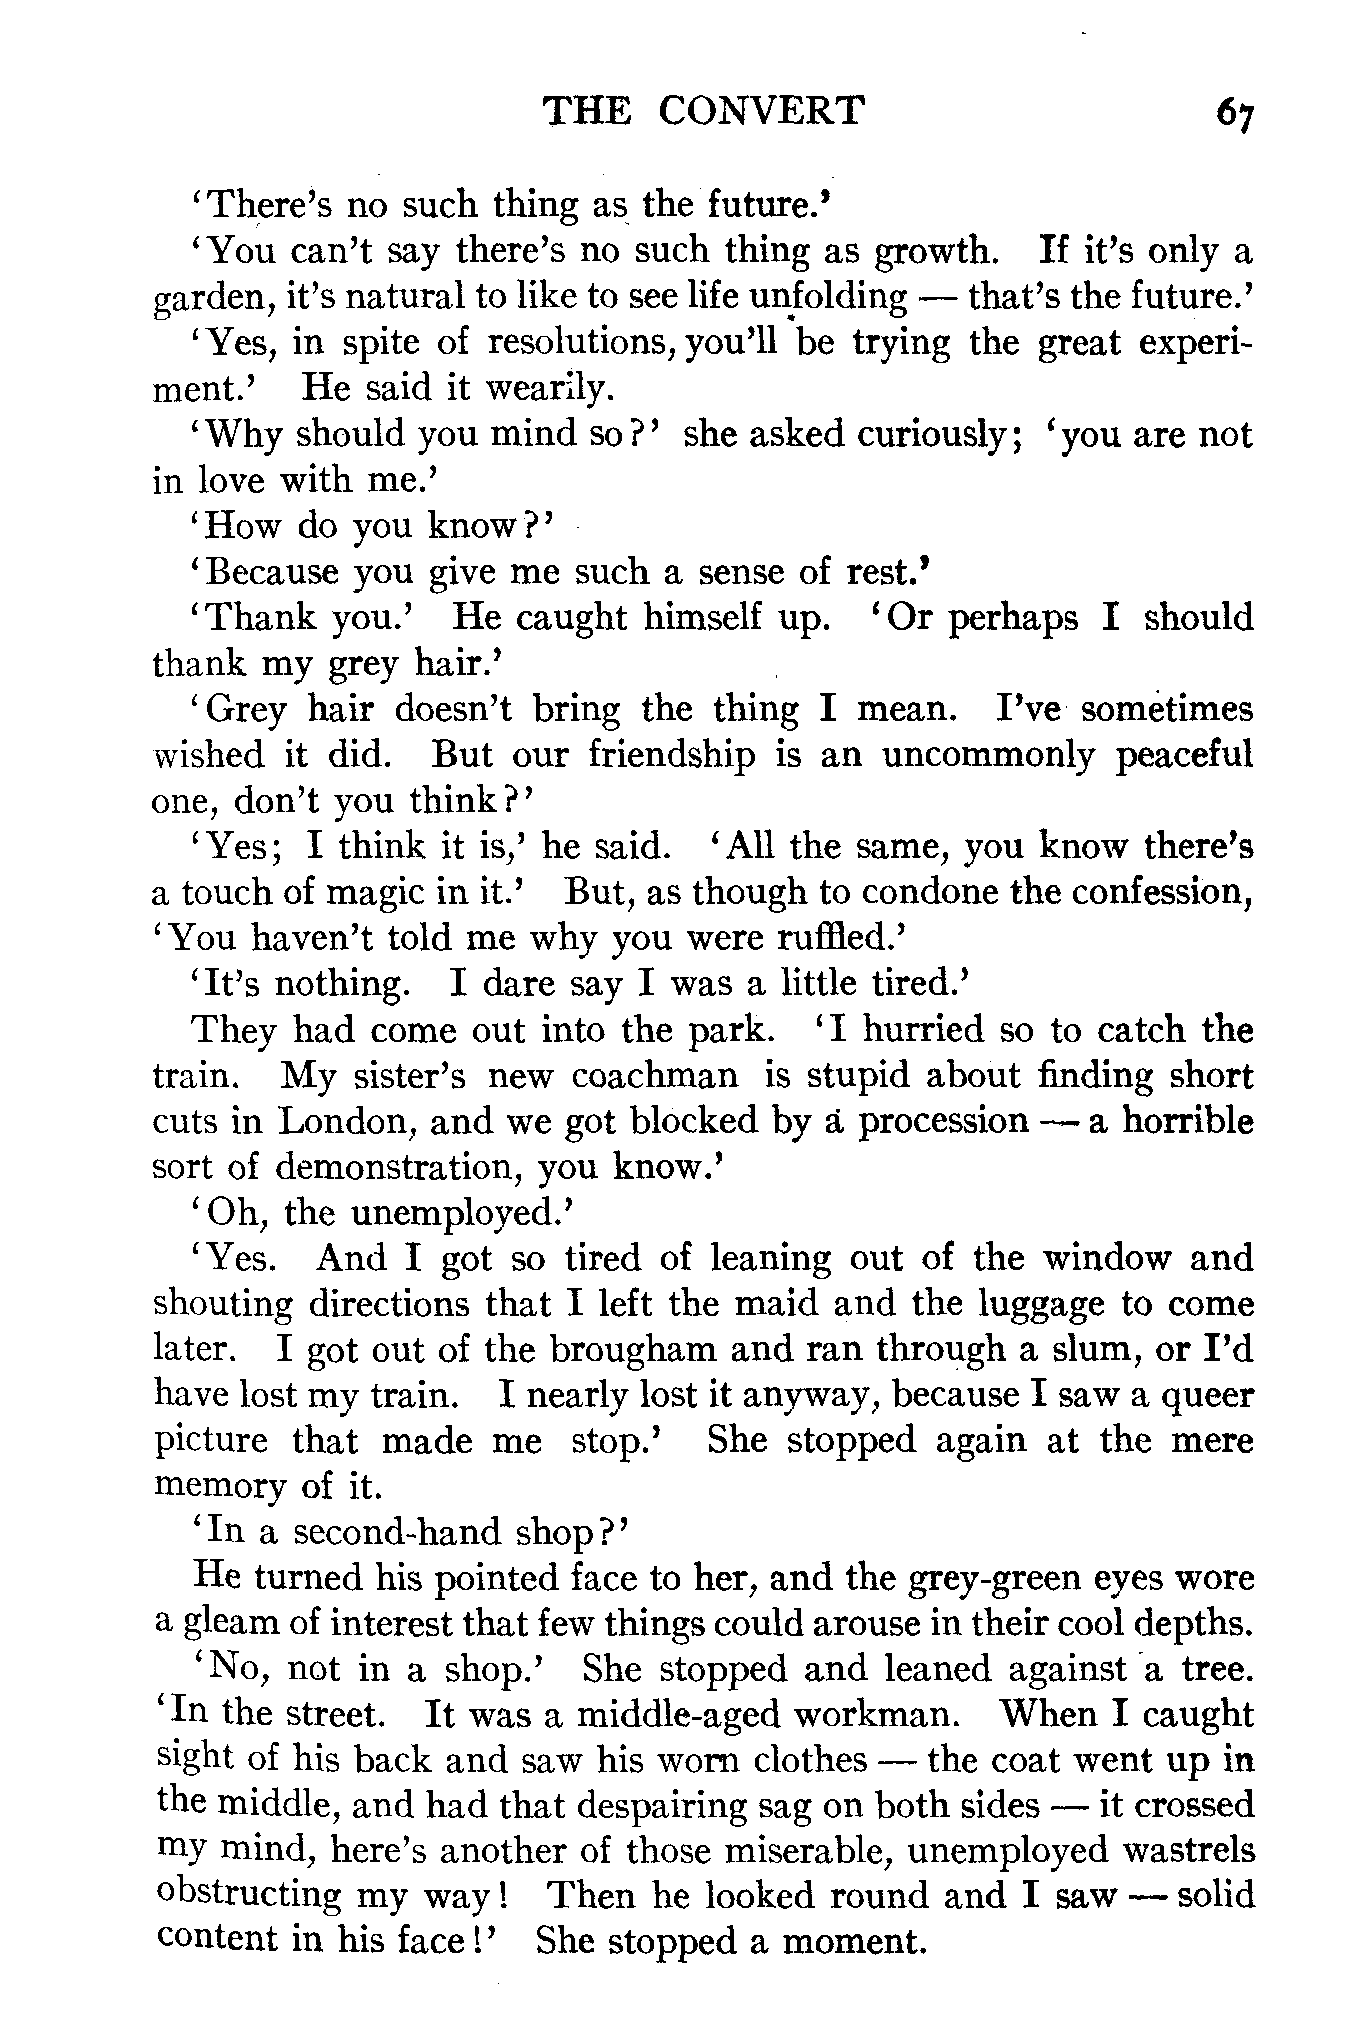 THE CONVERT 67
'There's no such thing as the future.'
'You can't say there's no such thing as growth. If it's only a
garden, it's natural to like to see life unfolding — that's the future.'
'Yes, in spite of resolutions, you'll be trying the great experi-
ment.' He said it wearily.
'Why should you mind so?' she asked curiously; 'you are not
in love with me.'
'How do you know?'
'Because you give me such a sense of rest.'
'Thank you.' He caught himself up. 'Or perhaps I should
thank my grey hair.'
'Grey hair doesn't bring the thing I mean. I've sometimes
wished it did. But our friendship is an uncommonly peaceful
one, don't you think?'
'Yes; I think it is,' he said. 'All the same, you know there's
a touch of magic in it.' But, as though to condone the confession,
'You haven't told me why you were ruffled.'
'It's nothing. I dare say I was a little tired.'
They had come out into the park. 'I hurried so to catch the
train. My sister's new coachman is stupid about finding short
cuts in London, and we got blocked by a procession — a horrible
sort of demonstration, you know.'
'Oh, the unemployed.'
'Yes. And I got so tired of leaning out of the window and
shouting directions that I left the maid and the luggage to come
later. I got out of the brougham and ran through a slum, or I'd
have lost my train. I nearly lost it anyway, because I saw a queer
picture that made me stop.' She stopped again at the mere
memory of it.
'In a second-hand shop?'
He turned his pointed face to her, and the grey-green eyes wore
a gleam of interest that few things could arouse in their cool depths.
'No, not in a shop.' She stopped and leaned against a tree.
'In the street. It was a middle-aged workman. When I caught
sight of his back and saw his worn clothes — the coat went up in
the middle, and had that despairing sag on both sides — it crossed
my mind, here's another of those miserable, unemployed wastrels
obstructing my way! Then he looked round and I saw — solid
content in his face!' She stopped a moment.